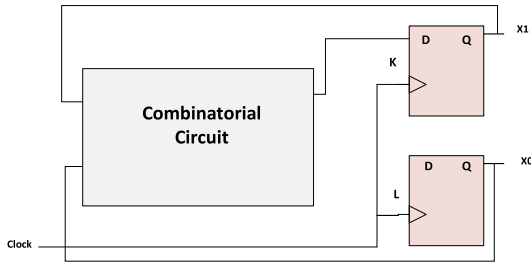 X1
D Q
K
Combinatorial
Circuit
D Q
X0
L
Clock